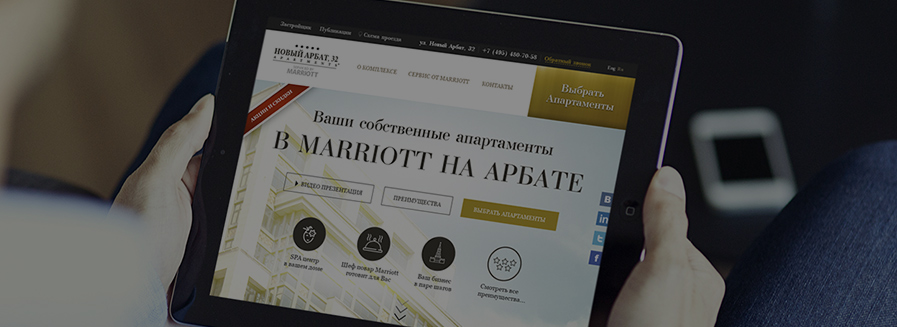 Застройщик Публикации Схема проезда ул. Новый Арбат, 32 +7 (495) 480-70-58 Обратный звонок Eng
НОВЫЙ АРБАТ, 32
АПАРТАМЕНТЫ
MARRIOTT
О КОМПЛЕКСЕ СЕРВИС ОТ MARRIOTT КОНТАКТЫ
Выбрать
Апартаменты
АКЦИИ И СКИДКИ
Ваши собственные апартаменты
В MARRIOTT НА АРБАТЕ
ВИДЕО ПРЕЗЕНТАЦИЯ ПРЕИМУЩЕСТВА ВЫБРАТЬ АПАРТАМЕНТЫ
SPA центр
в вашем доме
Шеф повар Marriott
готовит для Вас
Ваш бизнес
в паре шагов
Смотреть все
преимущества...